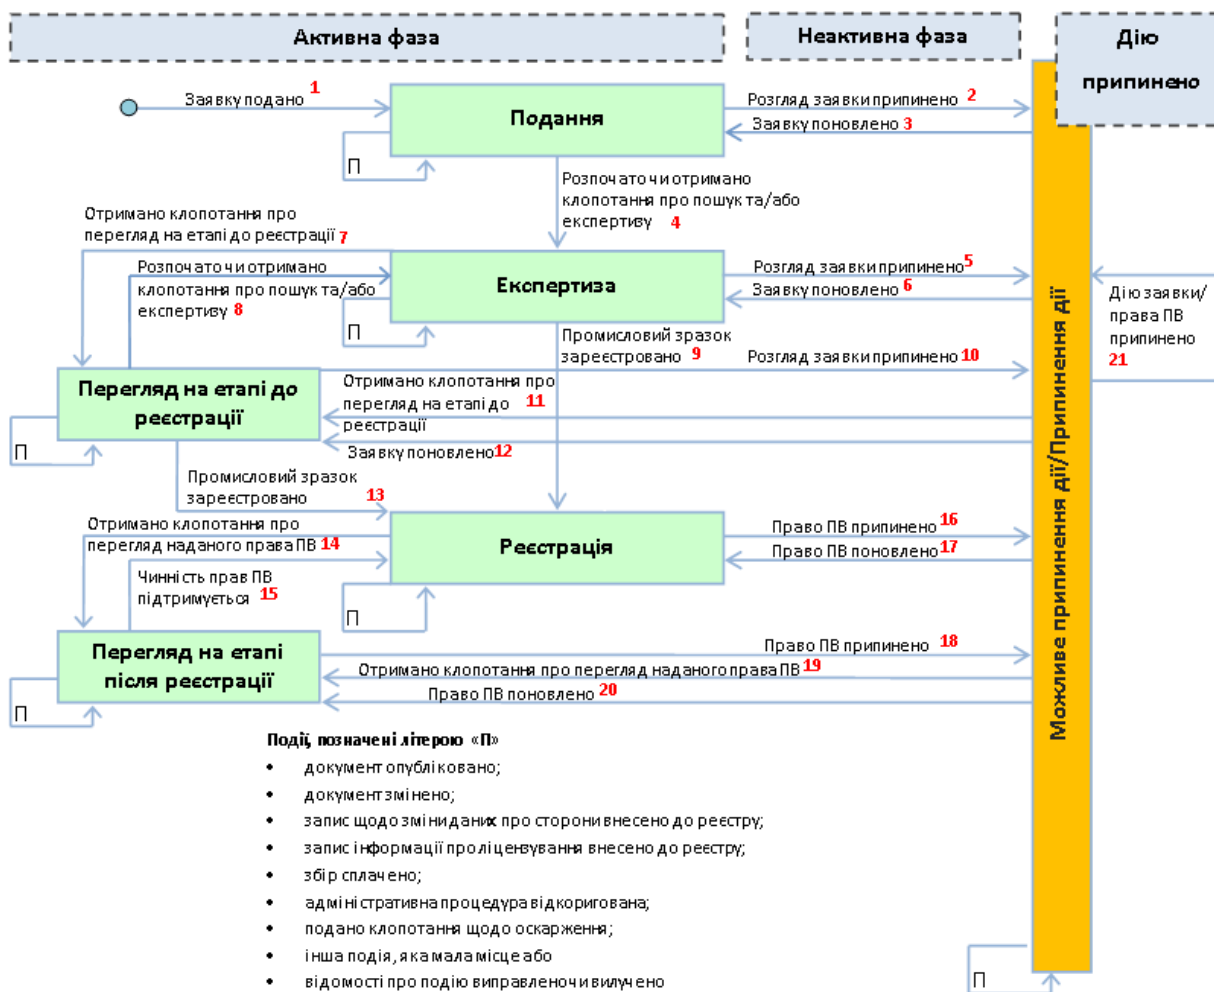 Активна фаза
Неактивна фаза
Дію
припинено
Заявку подано 1
Подання
Розгляд заявки припинено 2
Заявку поновлено 3
П
Розпочато чи отримано
клопотання про пошук та/або
експертизу 4
Отримано клопотання про
перегляд на етапі до реєстрації 7
Розпочато чи отримано
клопотання про пошук та/або
експертизу 8
Експертиза
Розгляд заявки припинено 5
Заявку поновлено 6
П
Дію заявки/
права ПВ
припинено
21
Промисловий зразок
зареєстровано 9
Розгляд заявки припинено 10
Перегляд на етапі до
реєстрації
Отримано клопотання про
перегляд на етапі до 11
реєстрації
П
Заявку поновлено 12
Промисловий зразок
зареєстровано 13
Отримано клопотання про
перегляд наданого права ПВ 14
Реєстрація
Право ПВ припинено 16
Право ПВ поновлено 17
Чинність прав ПВ
підтримується 15
П
Перегляд на етапі
після реєстрації
Право ПВ припинено 18
Отримано клопотання про перегляд наданого права ПВ 19
Право ПВ поновлено 20
П
Можливе припинення дії/Припинення дії
Події, позначені літерою «П»
• документ опубліковано;
• документ змінено;
• запис щодо зміни даних про сторони внесено до реєстру;
• запис інформації про ліцензування внесено до реєстру;
• збір сплачено;
• адміністративна процедура відкоригована;
• подано клопотання щодо оскарження;
• інша подія, яка мала місце або
• відомості про подію виправлено чи вилучено
П